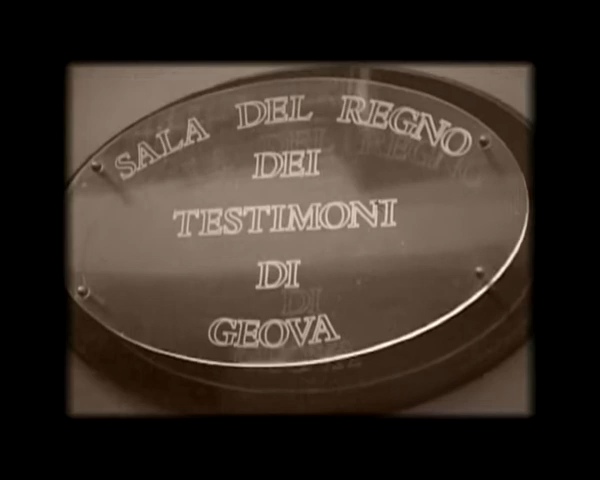 SALA DEL REGNO
DEI
TESTIMONI
DI
GEOVA